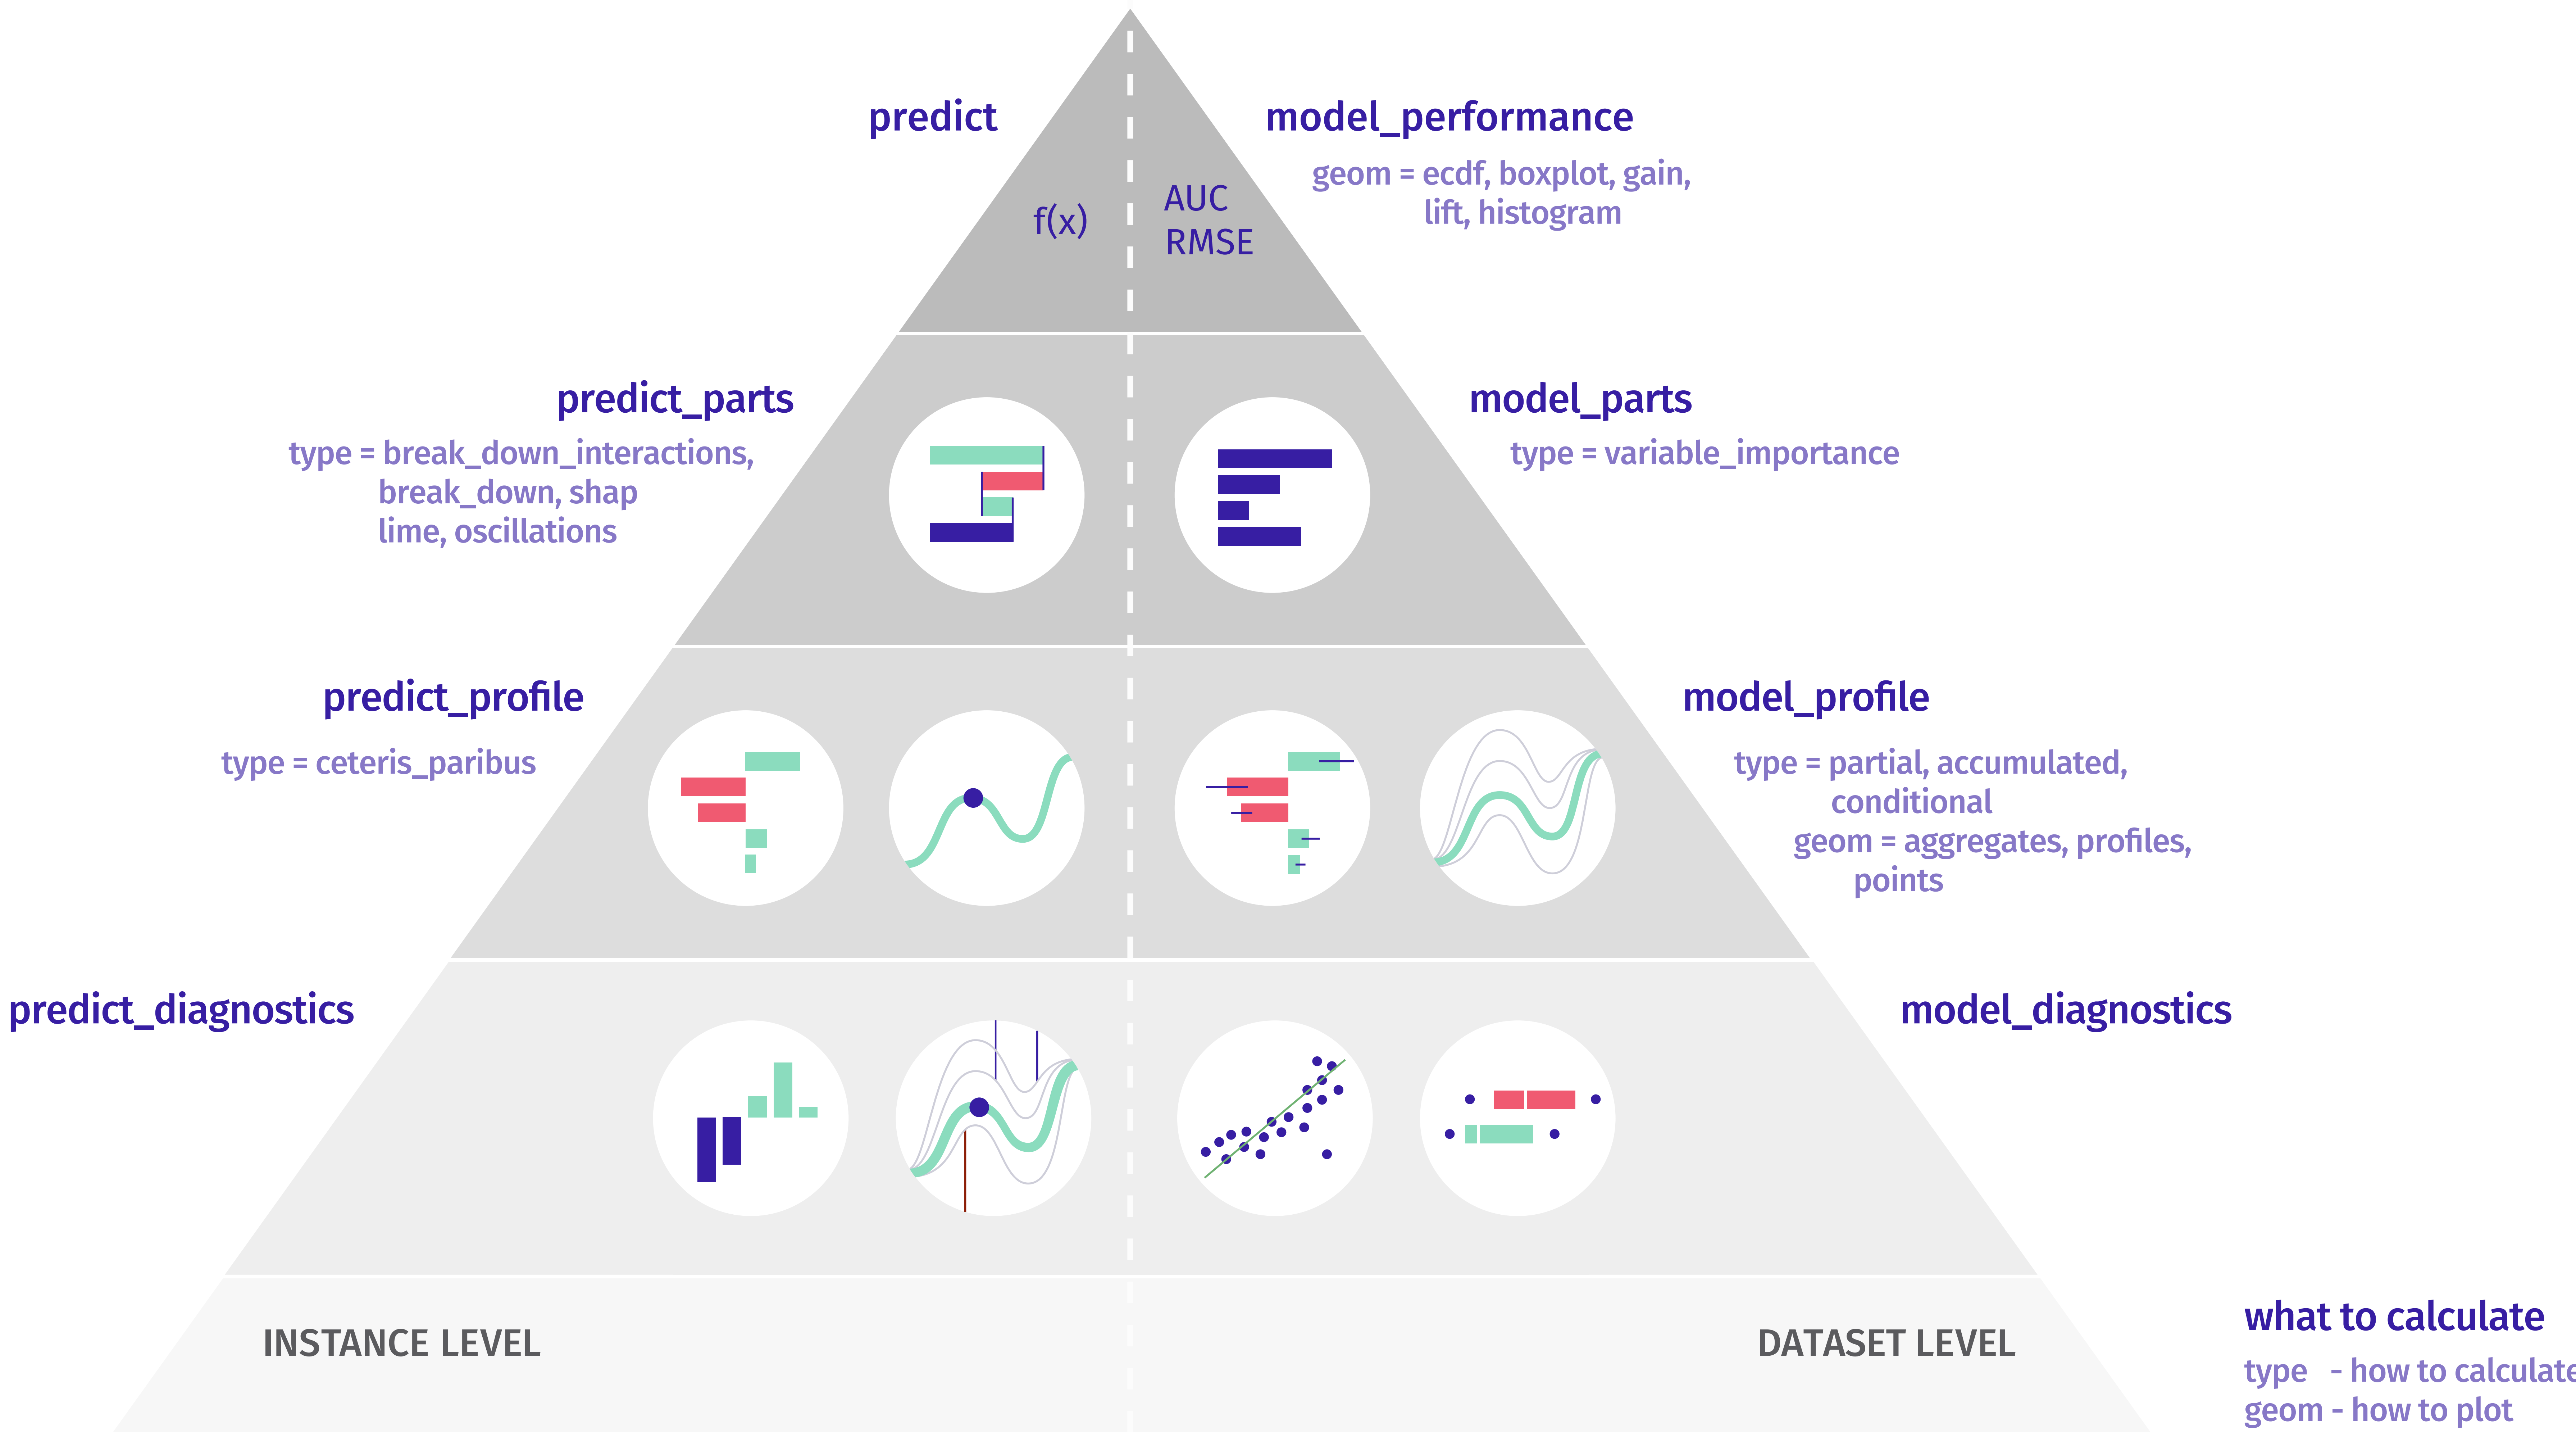 predict
model_performance
geom = ecdf, boxplot, gain,
lift, histogram
f(x)
AUC
RMSE
predict_parts
type = break_down_interactions,
break_down, shap
lime, oscillations
model_parts
type = variable_importance
predict_profile
type = ceteris_paribus
model_profile
type = partial, accumulated,
conditional
geom = aggregates, profiles,
points
predict_diagnostics
model_diagnostics
INSTANCE LEVEL
DATASET LEVEL
what to calculate
type - how to calculate
geom - how to plot